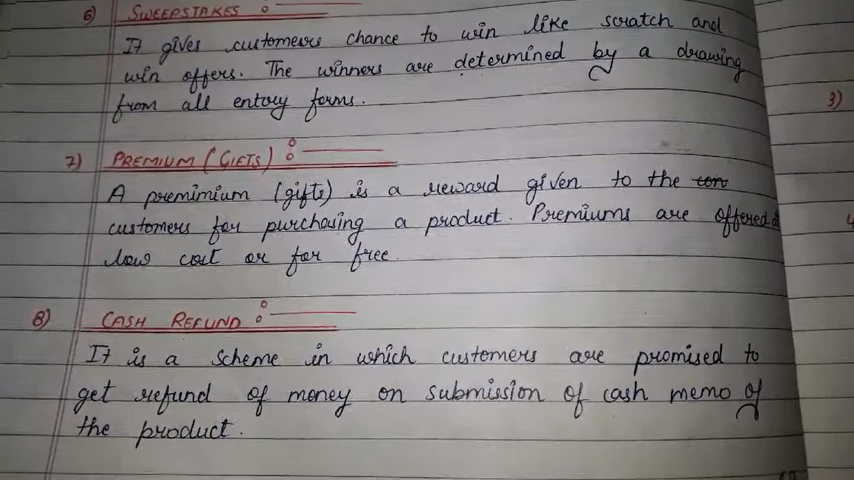 6) SWEEPSTAKES :
It gives customers chance to win like scratch and
win offers. The winners are determined by a drawing
from all entory forms.
7) PREMIUM (GIFTS) :
A premimium (gifts) is a reward given to the
customers for purchasing a product. Premiums are offered at
low cost or for free
8) CASH REFUND :
It is a scheme in which customers are promised to
get refund of money on submission of cash memo of
the product.
3)
4